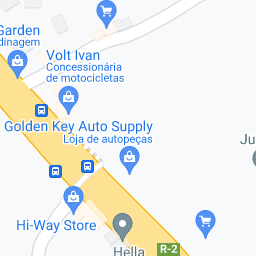 Garden
dinagem
Volt Ivan
Concessionária
de motocicletas
Golden Key Auto Supply
Loja de autopeças
Ju
Hi-Way Store
Hella
R-2